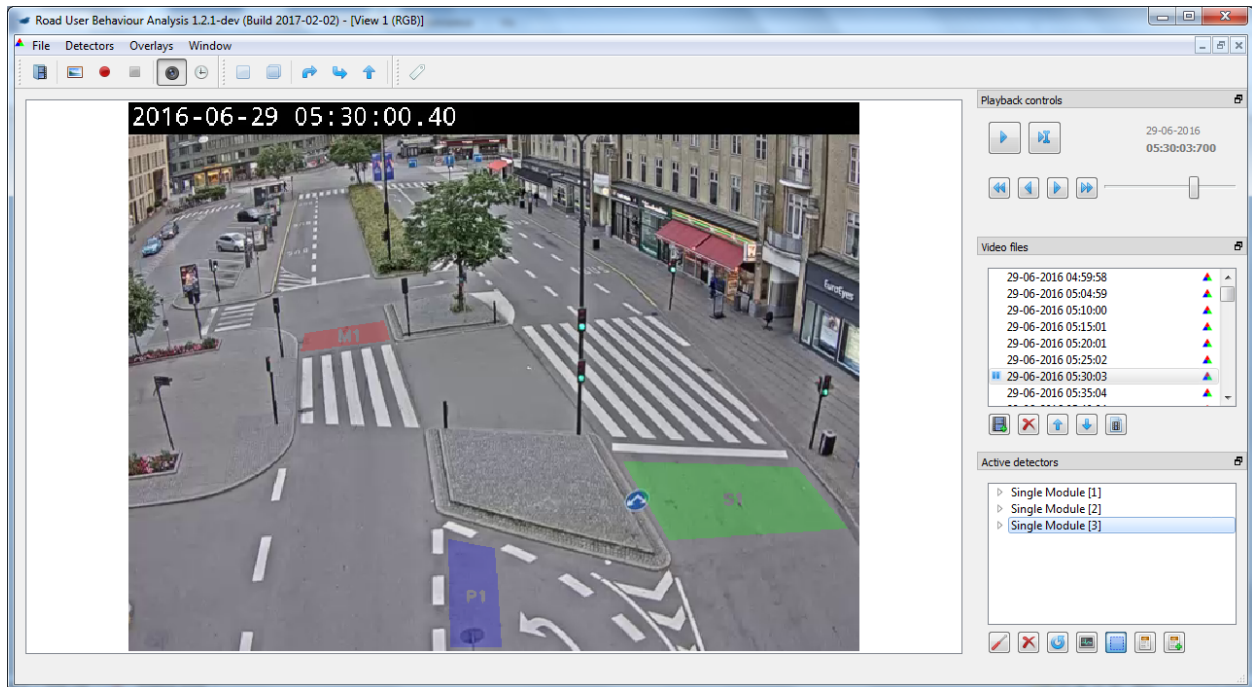 Road User Behaviour Analysis 1.2.1-dev (Build 2017-02-02) - [View 1 (RGB)]
File Detectors Overlays Window
2016-06-29 05:30:00.40
M1
S1
P1
EuroEyes
Playback controls
29-06-2016
05:30:03:700
Video files
29-06-2016 04:59:58
29-06-2016 05:04:59
29-06-2016 05:10:00
29-06-2016 05:15:01
29-06-2016 05:20:01
29-06-2016 05:25:02
29-06-2016 05:30:03
29-06-2016 05:35:04
Active detectors
Single Module [1]
Single Module [2]
Single Module [3]